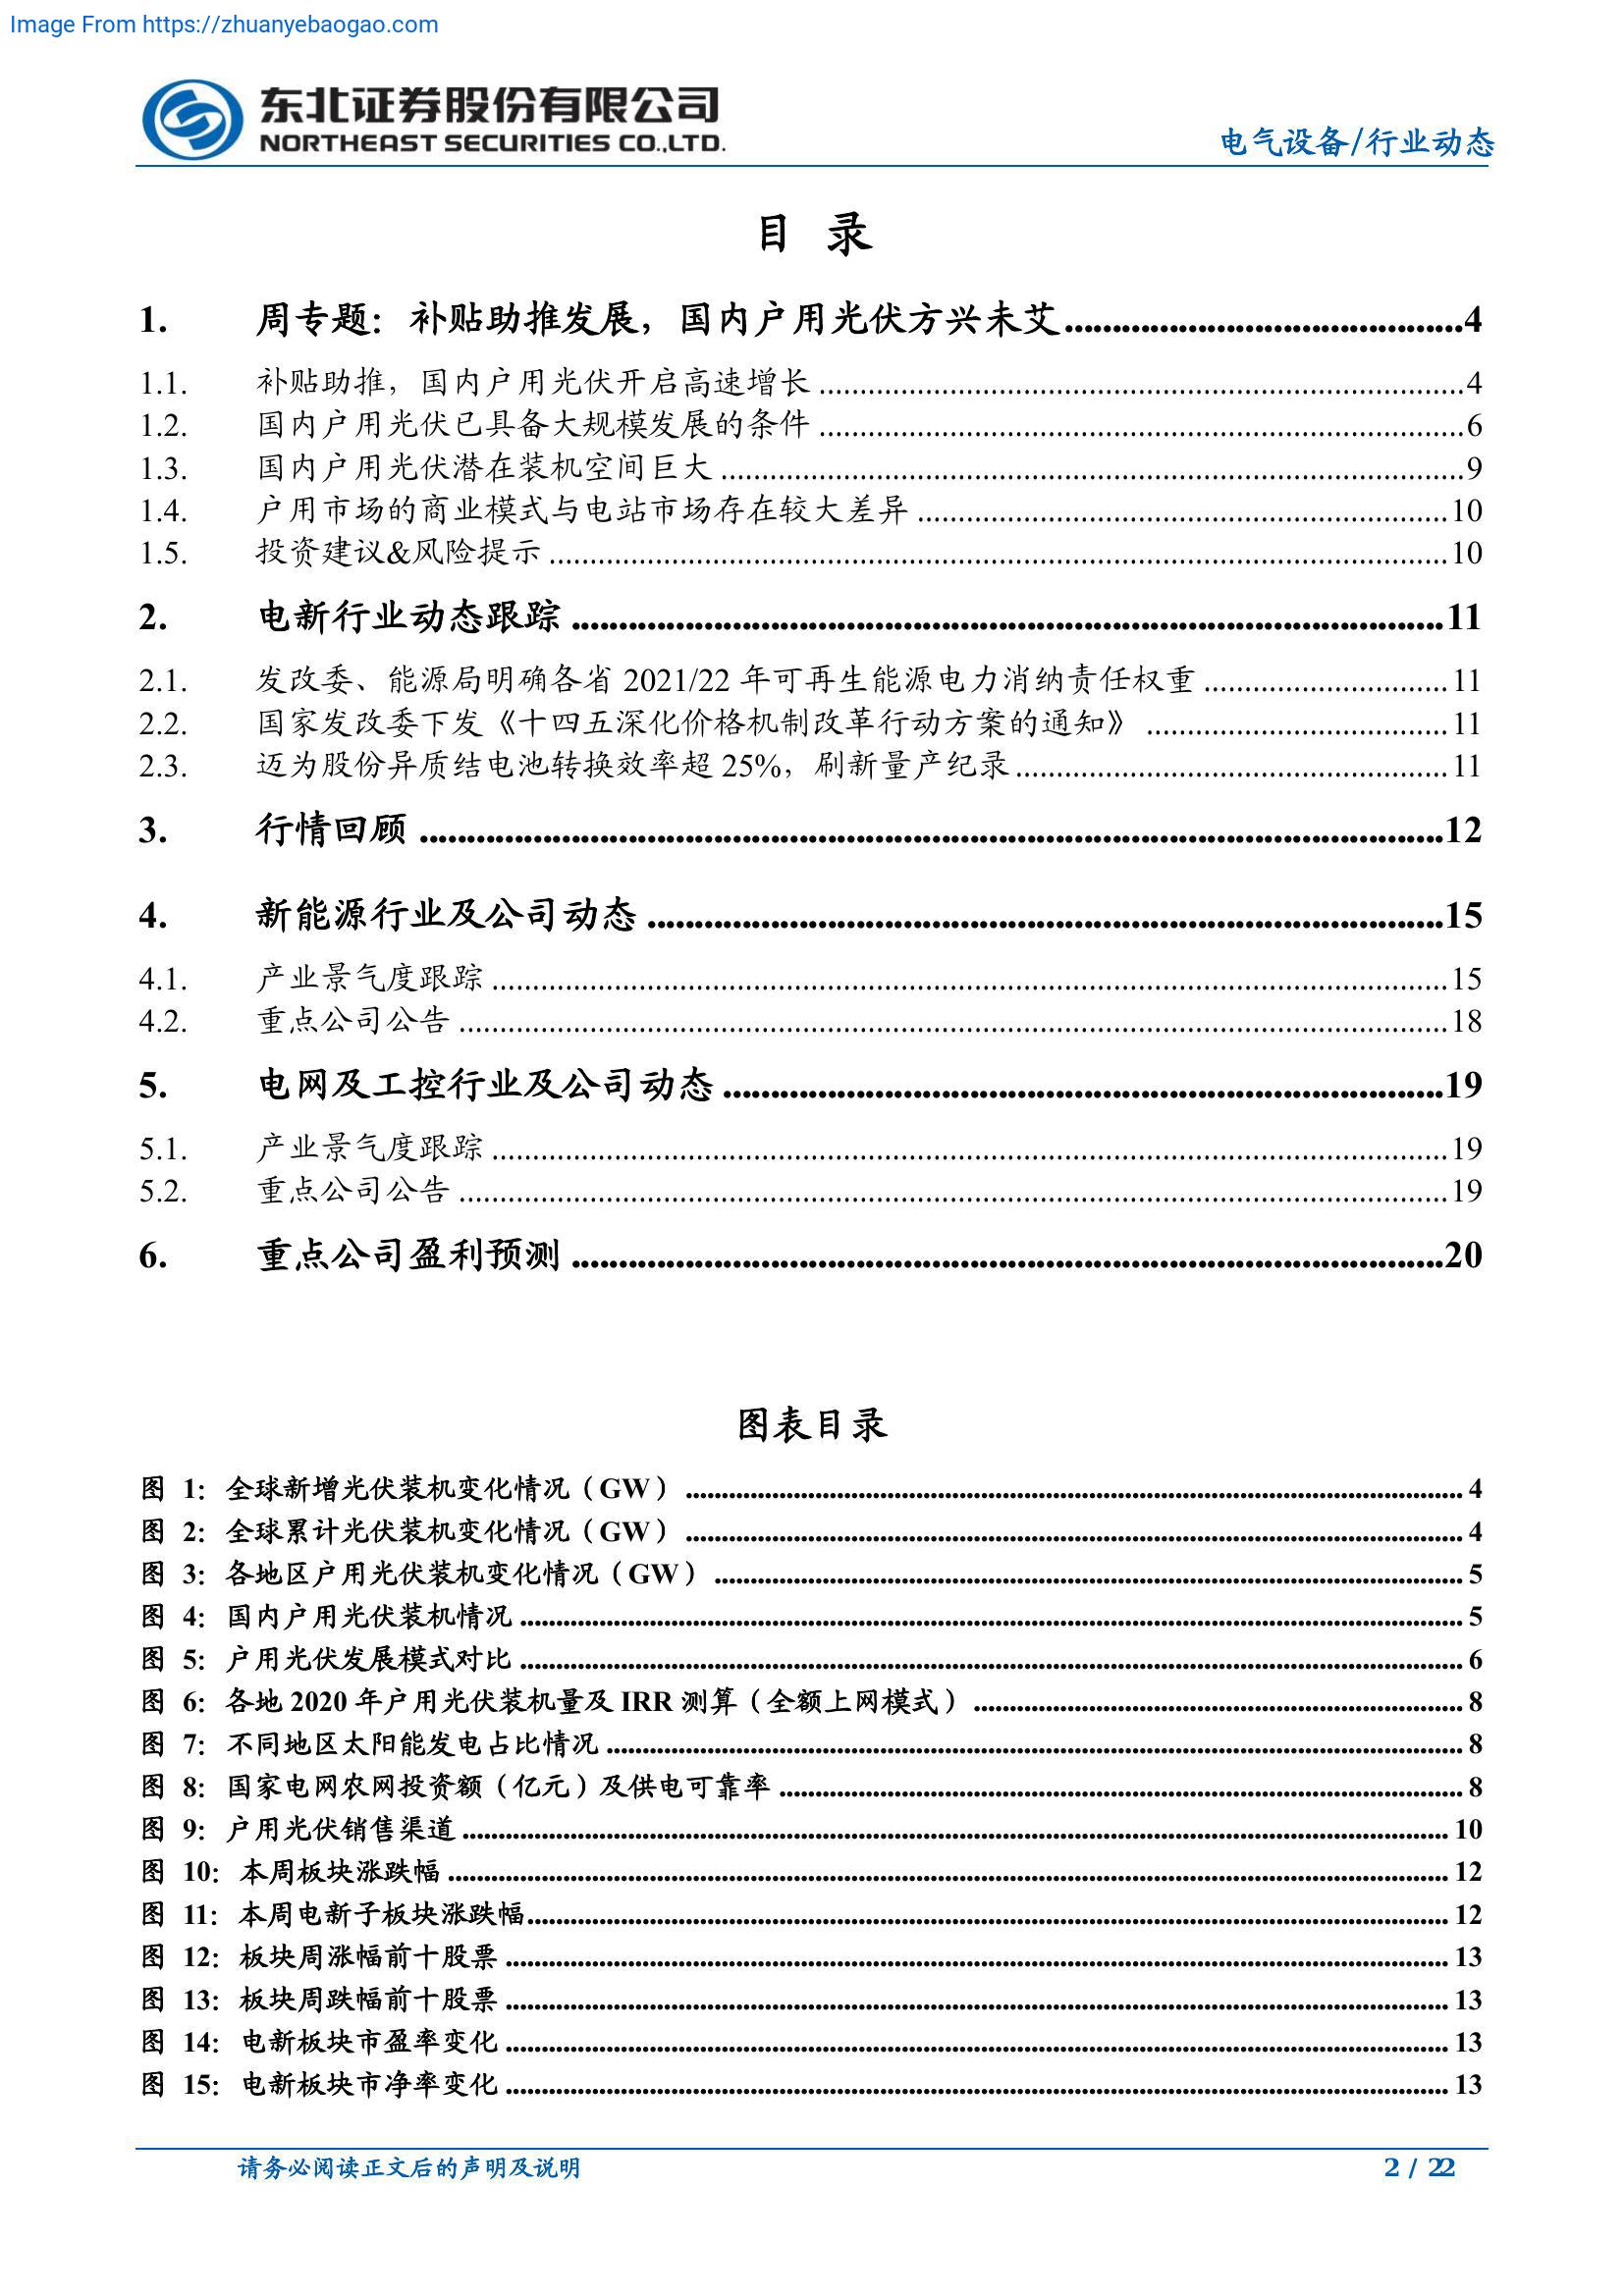 Image From https://zhuanyebaogao.com
东北证券股份有限公司
NORTHEAST SECURITIES CO.,LTD.
电气设备/行业动态
目 录
1. 周专题：补贴助推发展，国内户用光伏方兴未艾..........................................4
1.1. 补贴助推，国内户用光伏开启高速增长 ..........................................4
1.2. 国内户用光伏已具备大规模发展的条件 ..........................................6
1.3. 国内户用光伏潜在装机空间巨大 ..........................................9
1.4. 户用市场的商业模式与电站市场存在较大差异 ..........................................10
1.5. 投资建议&风险提示 ..........................................10
2. 电新行业动态跟踪 ..........................................11
2.1. 发改委、能源局明确各省 2021/22 年可再生能源电力消纳责任权重 ..........................................11
2.2. 国家发改委下发《十四五深化价格机制改革行动方案的通知》 ..........................................11
2.3. 迈为股份异质结电池转换效率超 25%，刷新量产纪录..........................................11
3. 行情回顾 ..........................................12
4. 新能源行业及公司动态 ..........................................15
4.1. 产业景气度跟踪 ..........................................15
4.2. 重点公司公告 ..........................................18
5. 电网及工控行业及公司动态 ..........................................19
5.1. 产业景气度跟踪 ..........................................19
5.2. 重点公司公告 ..........................................19
6. 重点公司盈利预测 ..........................................20
图表目录
图 1：全球新增光伏装机变化情况（GW） .......................................... 4
图 2：全球累计光伏装机变化情况（GW） .......................................... 4
图 3：各地区户用光伏装机变化情况（GW） .......................................... 5
图 4：国内户用光伏装机情况 .......................................... 5
图 5：户用光伏发展模式对比 .......................................... 6
图 6：各地 2020 年户用光伏装机量及 IRR 测算（全额上网模式） .......................................... 8
图 7：不同地区太阳能发电占比情况 .......................................... 8
图 8：国家电网农网投资额（亿元）及供电可靠率 .......................................... 8
图 9：户用光伏销售渠道 .......................................... 10
图 10：本周板块涨跌幅 .......................................... 12
图 11：本周电新子板块涨跌幅.......................................... 12
图 12：板块周涨幅前十股票 .......................................... 13
图 13：板块周跌幅前十股票 .......................................... 13
图 14：电新板块市盈率变化 .......................................... 13
图 15：电新板块市净率变化 .......................................... 13
请务必阅读正文后的声明及说明
2 / 22